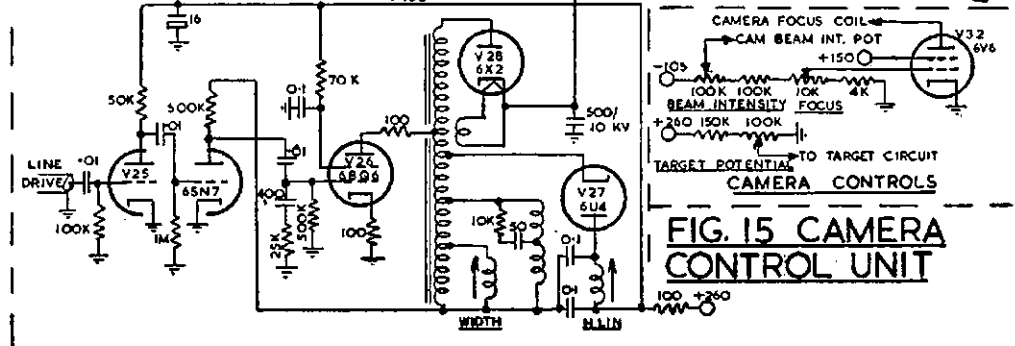 16
50K
500K
.01
LINE
DRIVE
.01
V25
6SN7
100K
1M
0.1
70K
.01
V26
6BQ6
400
25K
500K
100
100
V28
6X2
500/
10 KV
V27
6U4
10K
50
0.1
0.1
WIDTH
H.LIN
100
+260
CAMERA FOCUS COIL
CAM BEAM INT. POT
V32
6V6
+150
-105
100K
100K
10K
4K
BEAM INTENSITY
FOCUS
+260
150K
100K
TARGET POTENTIAL
TO TARGET CIRCUIT
CAMERA CONTROLS
FIG. 15 CAMERA
CONTROL UNIT